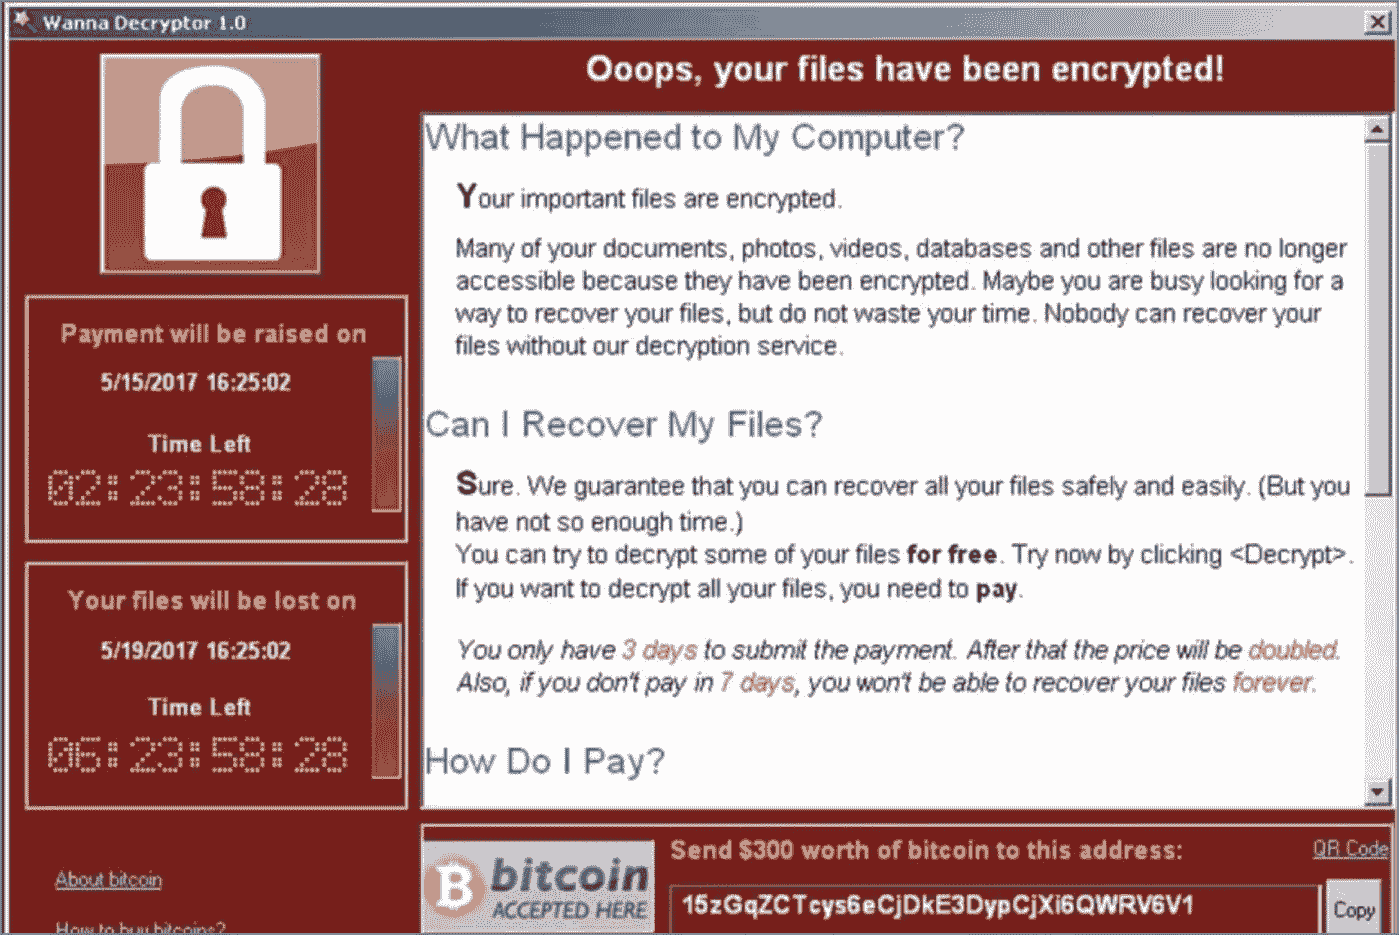 Wanna Decryptor 1.0
Ooops, your files have been encrypted!
What Happened to My Computer?
Your important files are encrypted.
Many of your documents, photos, videos, databases and other files are no longer
accessible because they have been encrypted. Maybe you are busy looking for a
way to recover your files, but do not waste your time. Nobody can recover your
files without our decryption service.
Can I Recover My Files?
Sure. We guarantee that you can recover all your files safely and easily. (But you
have not so enough time.)
You can try to decrypt some of your files for free. Try now by clicking <Decrypt>.
If you want to decrypt all your files, you need to pay.
You only have 3 days to submit the payment. After that the price will be doubled.
Also, if you don't pay in 7 days, you won't be able to recover your files forever.
How Do I Pay?
Payment will be raised on
5/15/2017 16:25:02
Time Left
02:23:58:28
Your files will be lost on
5/19/2017 16:25:02
Time Left
06:23:58:28
About bitcoin
How to buy bitcoins?
bitcoin
ACCEPTED HERE
Send $300 worth of bitcoin to this address:
QR Code
15zGqZCTcys6eCjDkE3DypCjXi6QWRV6V1
Copy